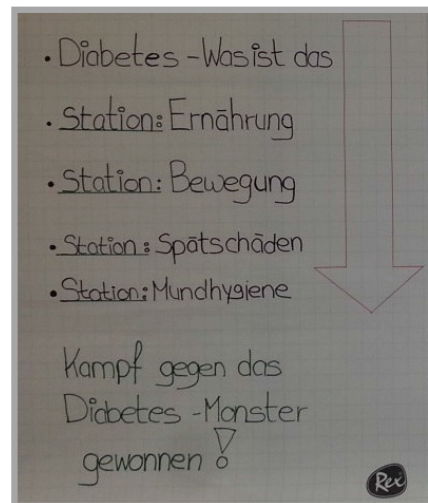 • Diabetes - Was ist das
• Station: Ernährung
• Station: Bewegung
• Station: Spätschäden
• Station: Mundhygiene
Kampf gegen das
Diabetes - Monster
gewonnen!
Rex